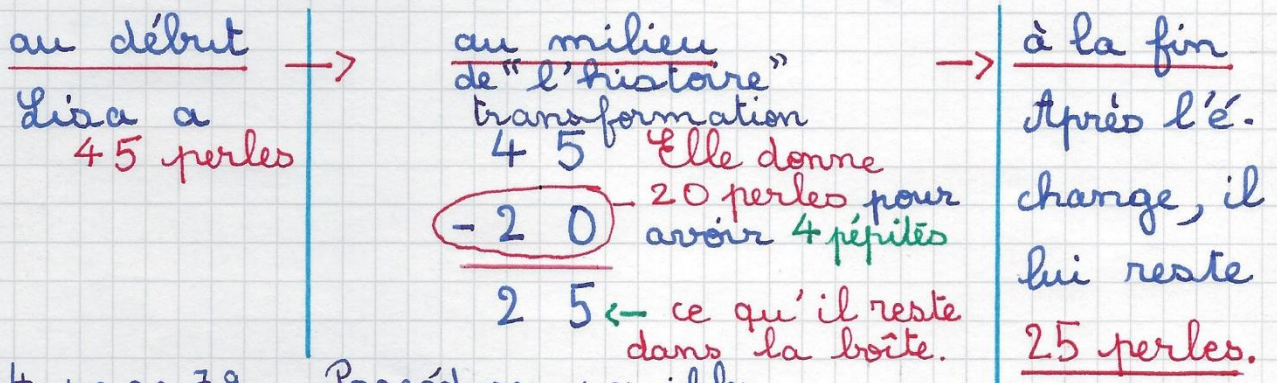 au début → au milieu → à la fin
de "l'histoire"
Lisa a transformation Après l'é-
45 perles 45 Elle donne
- 20 20 perles pour change, il
avoir 4 pépites
lui reste
25 ← ce qu'il reste
dans la boîte. 25 perles.